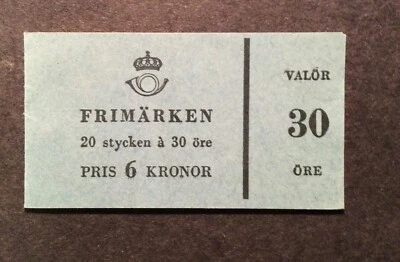 FRIMÄRKEN
20 stycken à 30 öre
PRIS 6 KRONOR
VALÖR
30
ÖRE